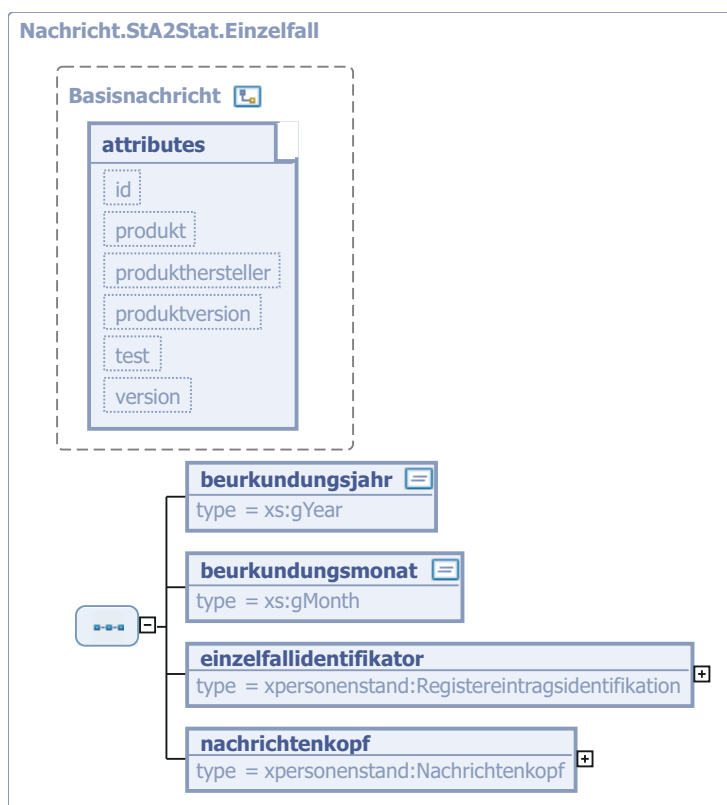 Nachricht.StA2Stat.Einzelfall
Basisnachricht
attributes
id
produkt
produkthersteller
produktversion
test
version
beurkundungsjahr
type = xs:gYear
beurkundungsmonat
type = xs:gMonth
einzelfallidentifikator
type = xpersonenstand:Registereintragsidentifikation
nachrichtenkopf
type = xpersonenstand:Nachrichtenkopf